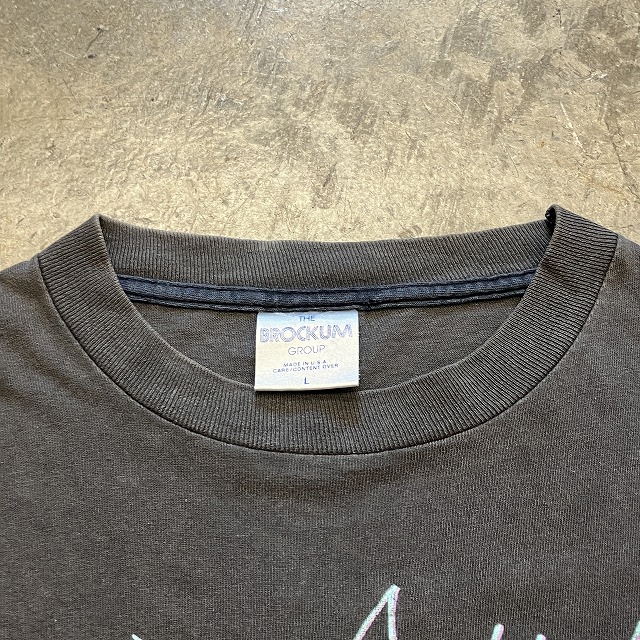 THE
BROCKUM
GROUP
MADE IN U.S.A
CARE/CONTENT OVER
L